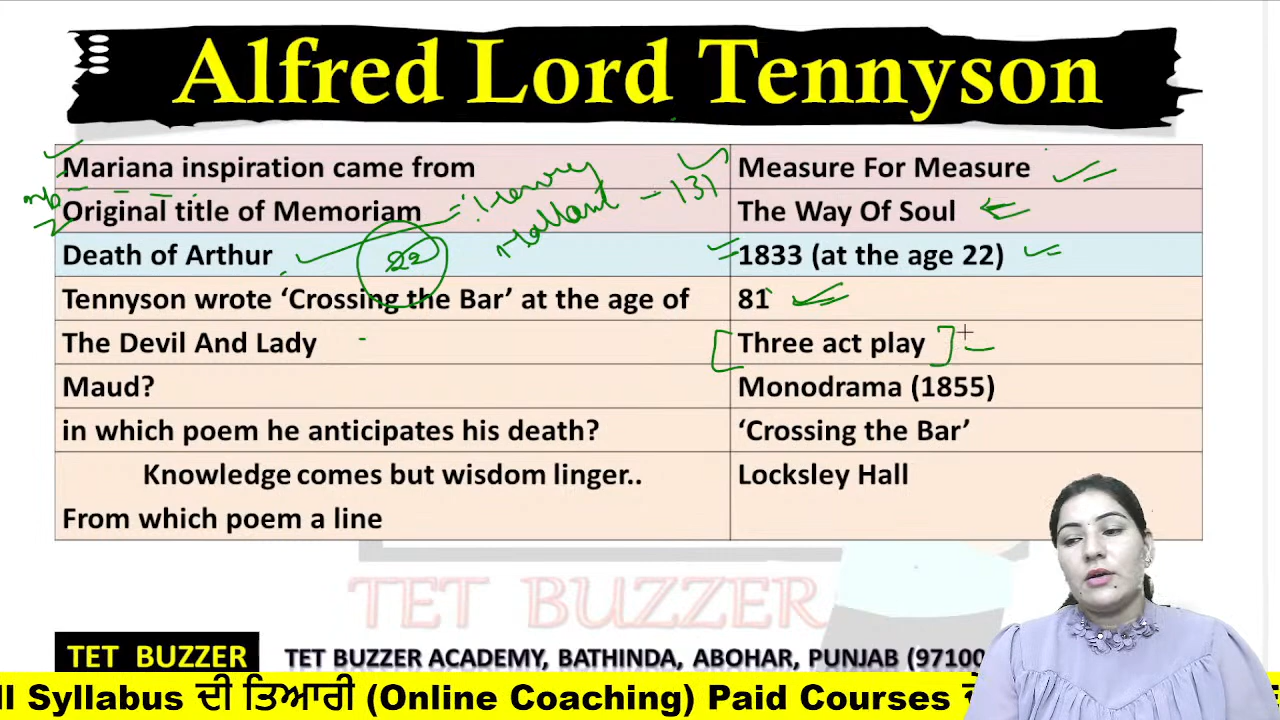 Alfred Lord Tennyson
Mariana inspiration came from Measure For Measure
Original title of Memoriam The Way Of Soul
Henry
Hallam - 131
Death of Arthur 1833 (at the age 22)
22
Tennyson wrote ‘Crossing the Bar’ at the age of 81
The Devil And Lady Three act play
Maud? Monodrama (1855)
in which poem he anticipates his death? ‘Crossing the Bar’
Knowledge comes but wisdom linger.. Locksley Hall
From which poem a line
TET BUZZER
TET BUZZER TET BUZZER ACADEMY, BATHINDA, ABOHAR, PUNJAB (97100
ll Syllabus ਦੀ ਤਿਆਰੀ (Online Coaching) Paid Courses